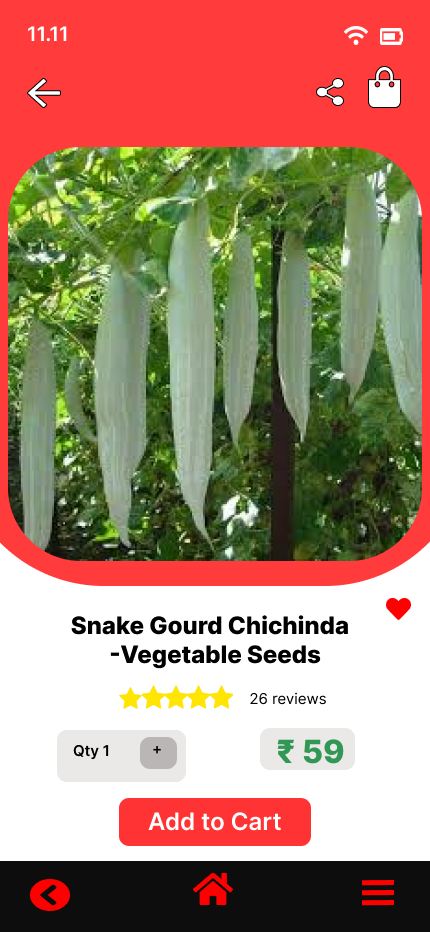 11.11
Snake Gourd Chichinda
-Vegetable Seeds
26 reviews
Qty 1 +
₹ 59
Add to Cart